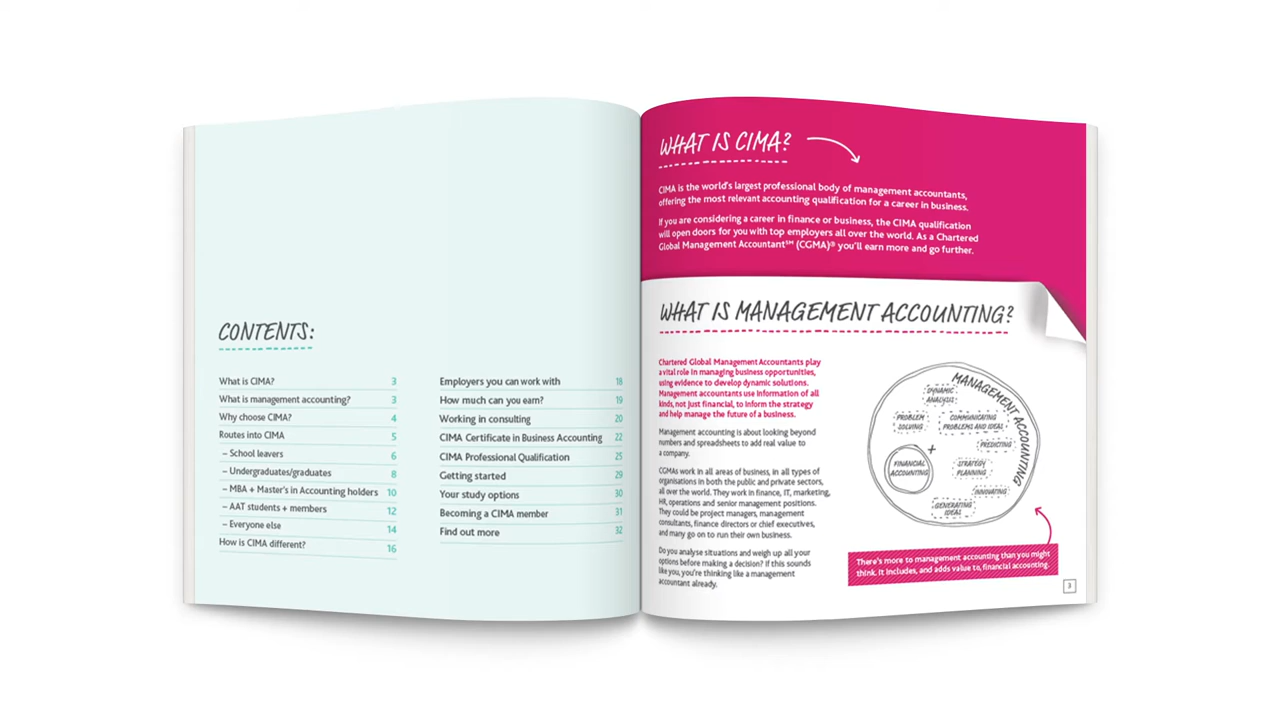 CONTENTS:
What is CIMA? 3
What is management accounting? 3
Why choose CIMA? 4
Routes into CIMA 5
– School leavers 6
– Undergraduates/graduates 8
– MBA + Master's in Accounting holders 10
– AAT students + members 12
– Everyone else 14
How is CIMA different? 16
Employers you can work with 18
How much can you earn? 19
Working in consulting 20
CIMA Certificate in Business Accounting 22
CIMA Professional Qualification 25
Getting started 29
Your study options 30
Becoming a CIMA member 31
Find out more 32
WHAT IS CIMA?
CIMA is the world's largest professional body of management accountants,
offering the most relevant accounting qualification for a career in business.
If you are considering a career in finance or business, the CIMA qualification
will open doors for you with top employers all over the world. As a Chartered
Global Management Accountant℠ (CGMA)® you'll earn more and go further.
WHAT IS MANAGEMENT ACCOUNTING?
Chartered Global Management Accountants play
a vital role in managing business opportunities,
using evidence to develop dynamic solutions.
Management accountants use information of all
kinds, not just financial, to inform the strategy
and help manage the future of a business.
Management accounting is about looking beyond
numbers and spreadsheets to add real value to
a company.
CGMAs work in all areas of business, in all types of
organisations in both the public and private sectors,
all over the world. They work in finance, IT, marketing,
HR, operations and senior management positions.
They could be project managers, management
consultants, finance directors or chief executives,
and many go on to run their own business.
Do you analyse situations and weigh up all your
options before making a decision? If this sounds
like you, you're thinking like a management
accountant already.
MANAGEMENT ACCOUNTING
DYNAMIC
ANALYSIS
PROBLEM
SOLVING
COMMUNICATING
PROBLEMS AND IDEAS
PREDICTING
+
FINANCIAL
ACCOUNTING
STRATEGY
PLANNING
INNOVATING
GENERATING
IDEAS
There's more to management accounting than you might
think. It includes, and adds value to, financial accounting.
3